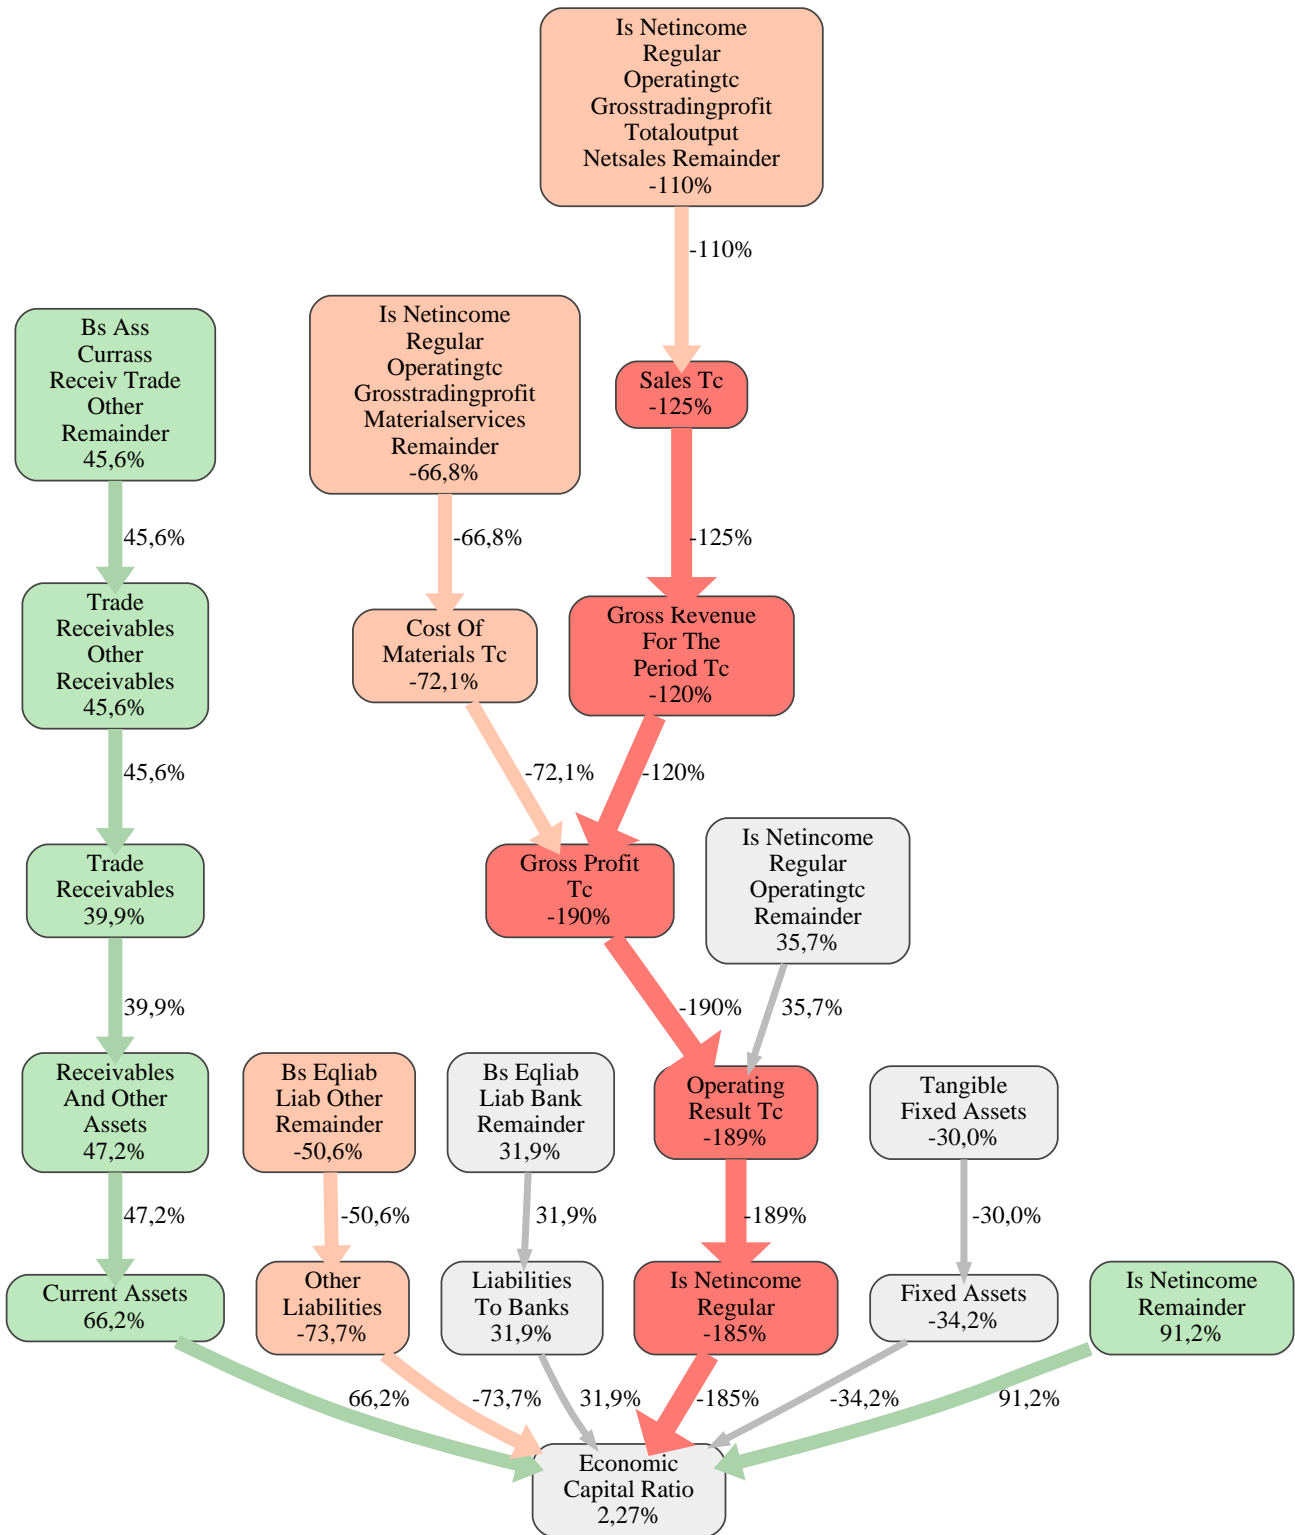 Is Netincome
Regular
Operatingtc
Grosstradingprofit
Totaloutput
Netsales Remainder
-110%
-110%
Bs Ass
Currass
Receiv Trade
Other
Remainder
45,6%
Is Netincome
Regular
Operatingtc
Grosstradingprofit
Materialservices
Remainder
-66,8%
Sales Tc
-125%
45,6%
-66,8%
-125%
Trade
Receivables
Other
Receivables
45,6%
Cost Of
Materials Tc
-72,1%
Gross Revenue
For The
Period Tc
-120%
45,6%
-72,1%
-120%
Trade
Receivables
39,9%
Gross Profit
Tc
-190%
Is Netincome
Regular
Operatingtc
Remainder
35,7%
39,9%
-190%
35,7%
Receivables
And Other
Assets
47,2%
Bs Eqliab
Liab Other
Remainder
-50,6%
Bs Eqliab
Liab Bank
Remainder
31,9%
Operating
Result Tc
-189%
Tangible
Fixed Assets
-30,0%
47,2%
-50,6%
31,9%
-189%
-30,0%
Current Assets
66,2%
Other
Liabilities
-73,7%
Liabilities
To Banks
31,9%
Is Netincome
Regular
-185%
Fixed Assets
-34,2%
Is Netincome
Remainder
91,2%
66,2%
-73,7%
31,9%
-185%
-34,2%
91,2%
Economic
Capital Ratio
2,27%